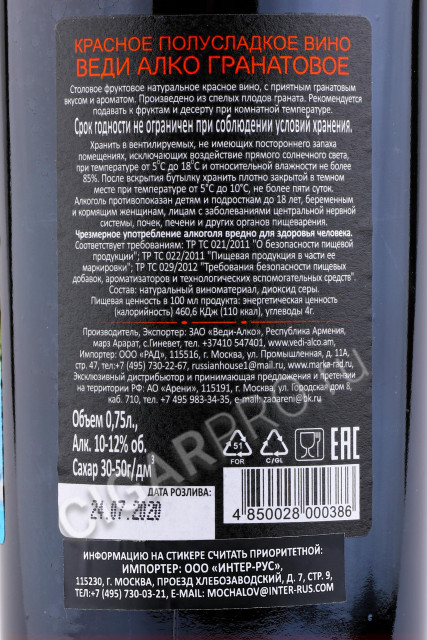 КРАСНОЕ ПОЛУСЛАДКОЕ ВИНО
ВЕДИ АЛКО ГРАНАТОВОЕ
Столовое фруктовое натуральное красное вино, с приятным гранатовым
вкусом и ароматом. Произведено из спелых плодов граната. Рекомендуется
подавать к фруктам и десерту при комнатной температуре.
Срок годности не ограничен при соблюдении условий хранения.
Хранить в вентилируемых, не имеющих постороннего запаха
помещениях, исключающих воздействие прямого солнечного света,
при температуре от 5°С до 18°С и относительной влажности не более
85%. После вскрытия бутылку хранить плотно закрытой в темном
месте при температуре от 5°С до 10°С, не более пяти суток.
Алкоголь противопоказан детям и подросткам до 18 лет, беременным
и кормящим женщинам, лицам с заболеваниями центральной нервной
системы, почек, печени и других органов пищеварения.
Чрезмерное употребление алкоголя вредно для здоровья человека.
Соответствует требованиям: ТР ТС 021/2011 "О безопасности пищевой
продукции"; ТР ТС 022/2011 "Пищевая продукция в части ее
маркировки"; ТР ТС 029/2012 "Требования безопасности пищевых
добавок, ароматизаторов и технологических вспомогательных средств"
Состав: натуральный виноматериал, диоксид серы.
Пищевая ценность в 100 мл продукта: энергетическая ценность
(калорийность) 460,6 КДж (110 ккал), углеводы 4г.
Производитель, Экспортер: ЗАО «Веди-Алко», Республика Армения,
марз Арарат, с.Гиневет, тел. +37410 547401, www.vedi-alco.am,
Импортер: ООО «РАД», 115516, г. Москва, ул. Промышленная, д. 11А,
стр. 47, тел:+7 (495) 730-22-67, russianhouse1@mail.ru, www.marka-rad.ru,
Эксклюзивный дистрибьютор и принимающая предложения и претензии
на территории РФ: АО «Арени», 115191, г. Москва, ул. Городская дом 8,
каб. 710, тел. +7 495 983-34-35, e-mail: zaoareni@bk.ru
Объем 0,75л.,
Алк. 10-12% об.
Сахар 30-50г/дм³
51
FOR
C/GL
ЕАС
ДАТА РОЗЛИВА:
24.07.2020
4 850028 000386
ИНФОРМАЦИЮ НА СТИКЕРЕ СЧИТАТЬ ПРИОРИТЕТНОЙ:
ИМПОРТЕР: ООО «ИНТЕР-РУС»,
115230, Г. МОСКВА, ПРОЕЗД ХЛЕБОЗАВОДСКИЙ, Д. 7, СТР. 9,
ТЕЛ.:+7 (495) 730-03-21, E-MAIL: MOCHALOV@INTER-RUS.COM
CIGARPRO.RU